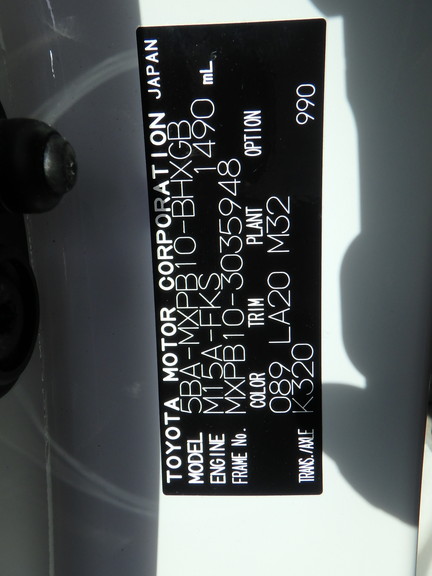 TOYOTA MOTOR CORPORATION JAPAN
MODEL 5BA-MXPB10-BHXGB
ENGINE M15A-FKS 1490 mL
FRAME No. MXPB10-3035948
COLOR TRIM PLANT OPTION
089 LA20 M32
TRANS./AXLE K320 990